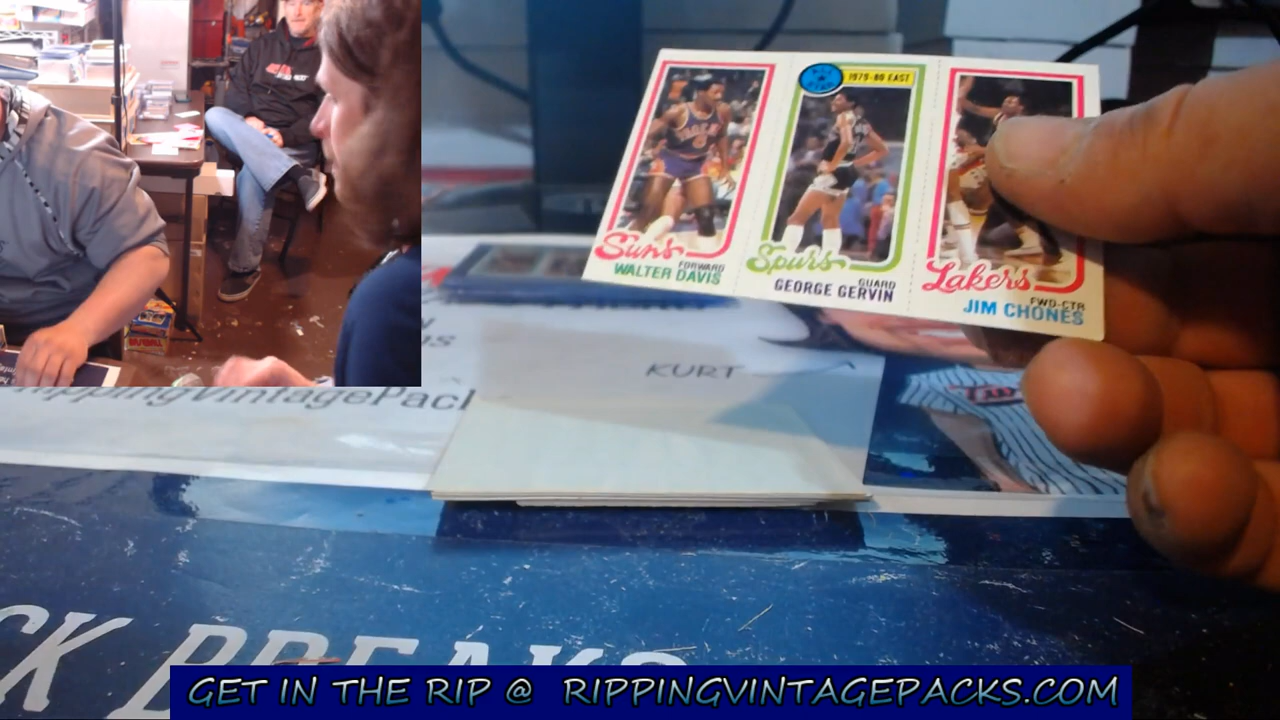 1979-80 EAST
Suns
FORWARD
WALTER DAVIS
Spurs
GUARD
GEORGE GERVIN
Lakers
FWD-CTR
JIM CHONES
KURT
RippingVintagePack
CK BREAKS
GET IN THE RIP @ RIPPINGVINTAGEPACKS.COM